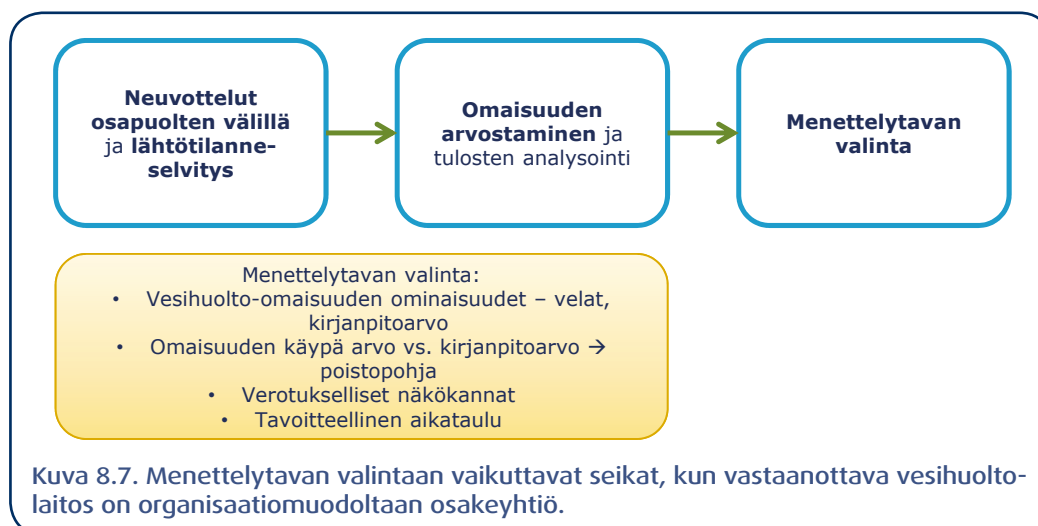 Neuvottelut
osapuolten välillä
ja lähtötilanne-
selvitys
Omaisuuden
arvostaminen ja
tulosten analysointi
Menettelytavan
valinta
Menettelytavan valinta:
• Vesihuolto-omaisuuden ominaisuudet – velat,
kirjanpitoarvo
• Omaisuuden käypä arvo vs. kirjanpitoarvo →
poistopohja
• Verotukselliset näkökannat
• Tavoitteellinen aikataulu
Kuva 8.7. Menettelytavan valintaan vaikuttavat seikat, kun vastaanottava vesihuolto-
laitos on organisaatiomuodoltaan osakeyhtiö.